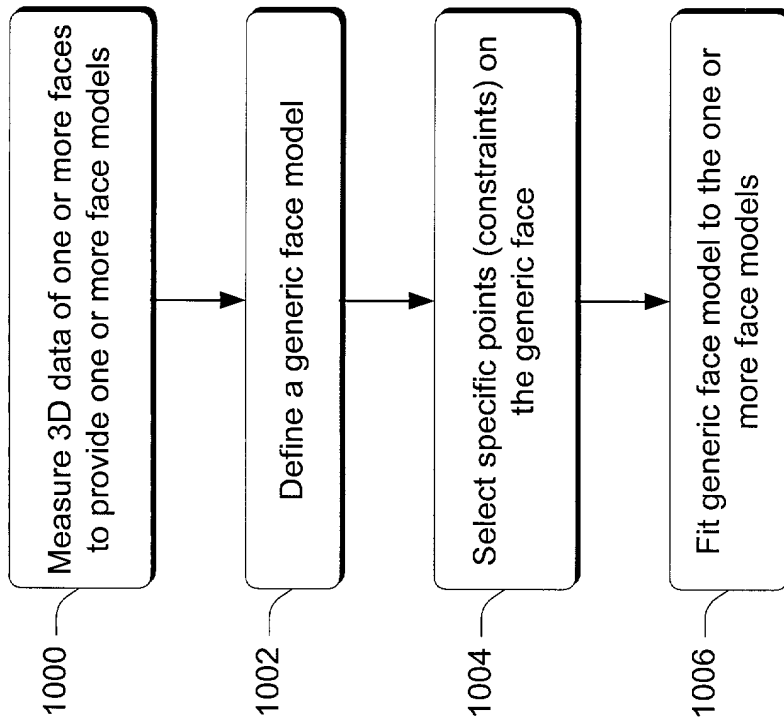 1000
Measure 3D data of one or more faces
to provide one or more face models
1002
Define a generic face model
1004
Select specific points (constraints) on
the generic face
1006
Fit generic face model to the one or
more face models